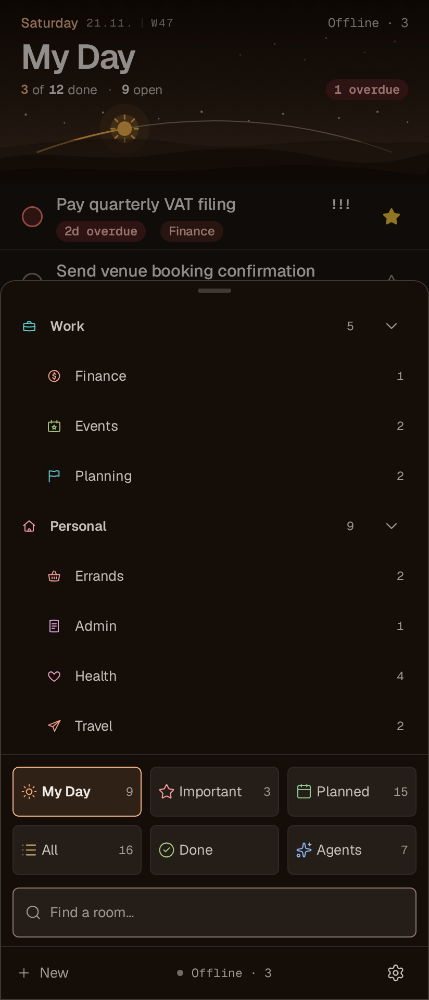 Saturday 21.11. | W47 Offline · 3
My Day
3 of 12 done · 9 open 1 overdue
Pay quarterly VAT filing !!!
2d overdue Finance
Send venue booking confirmation
Work 5
Finance 1
Events 2
Planning 2
Personal 9
Errands 2
Admin 1
Health 4
Travel 2
My Day 9 Important 3 Planned 15
All 16 Done Agents 7
Find a room…
+ New Offline · 3